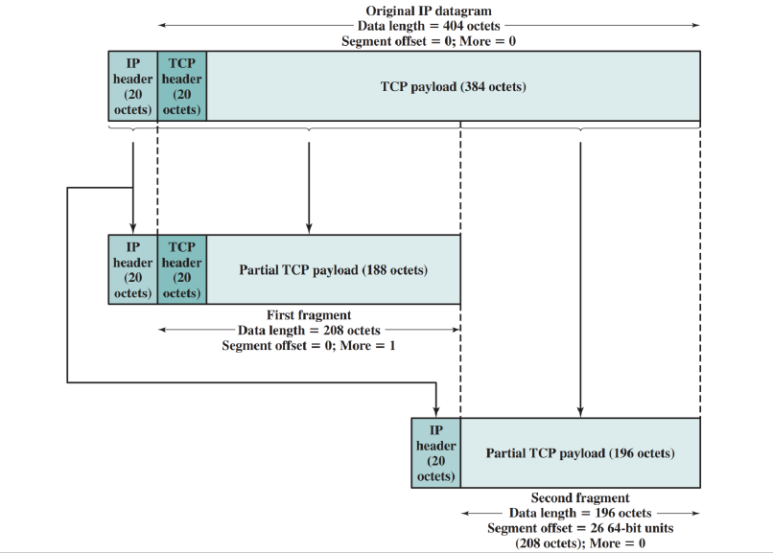 Original IP datagram
Data length = 404 octets
Segment offset = 0; More = 0
IP
header
(20
octets)
TCP
header
(20
octets)
TCP payload (384 octets)
IP
header
(20
octets)
TCP
header
(20
octets)
Partial TCP payload (188 octets)
First fragment
Data length = 208 octets
Segment offset = 0; More = 1
IP
header
(20
octets)
Partial TCP payload (196 octets)
Second fragment
Data length = 196 octets
Segment offset = 26 64-bit units
(208 octets); More = 0